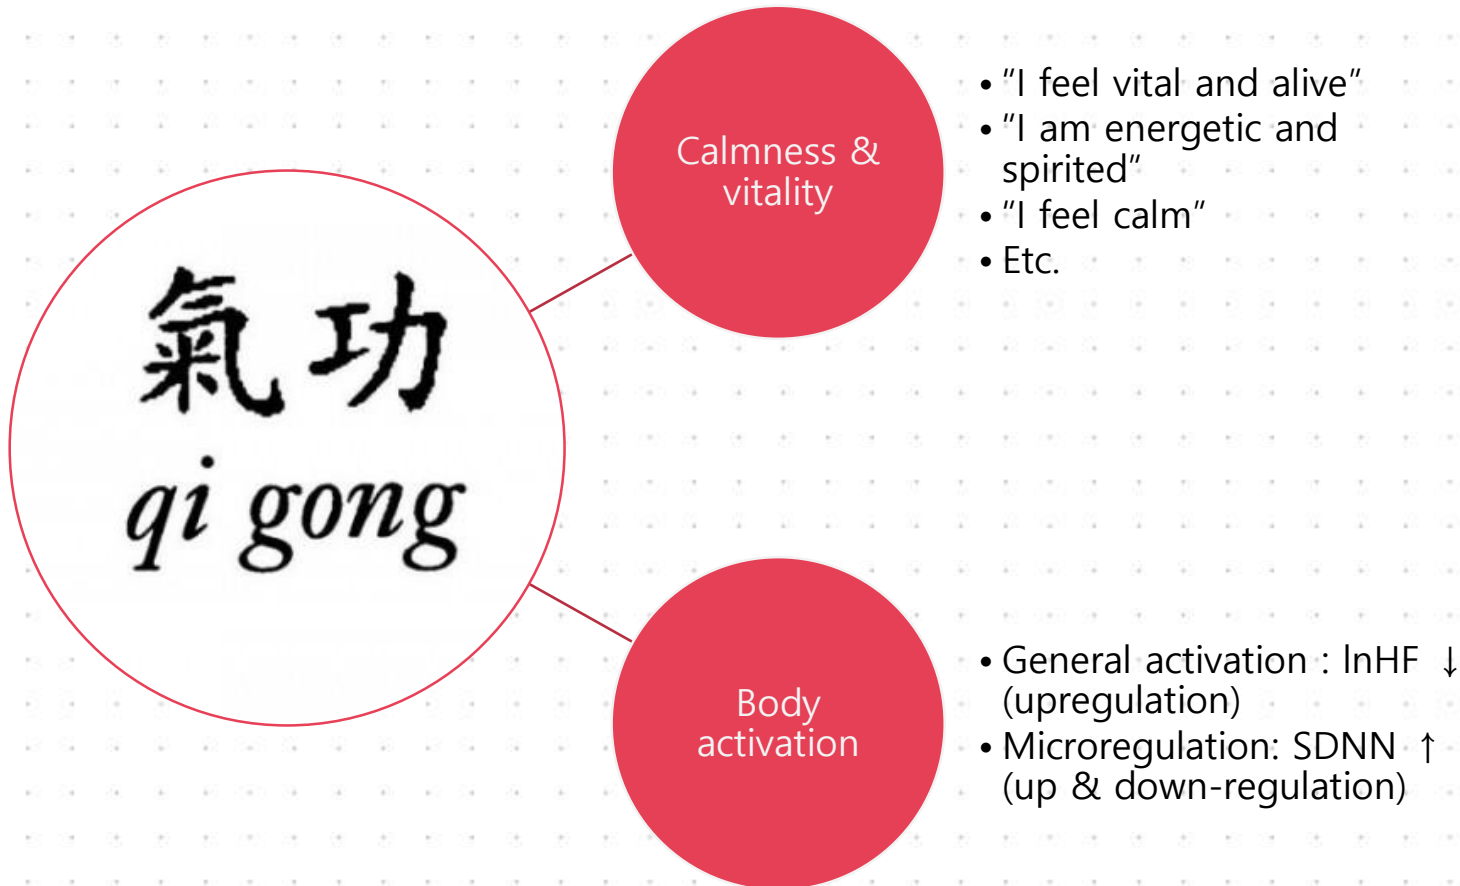 氣功
qi gong
Calmness &
vitality
• "I feel vital and alive"
• "I am energetic and
spirited"
• "I feel calm"
• Etc.
Body
activation
• General activation : lnHF ↓
(upregulation)
• Microregulation: SDNN ↑
(up & down-regulation)